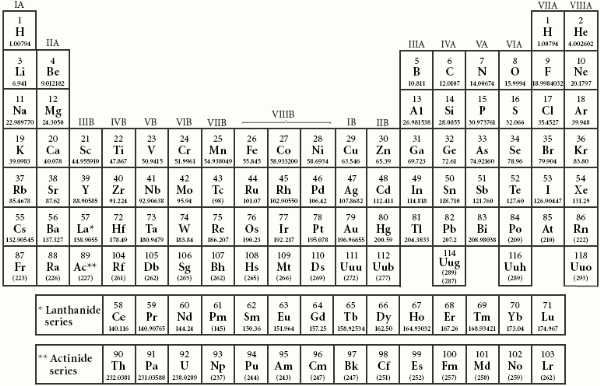 IA VIIA VIIIA
1 1 2
H H He
1.00794 IIA IIIA IVA VA VIA 1.00794 4.002602
3 4 5 6 7 8 9 10
Li Be B C N O F Ne
6.941 9.012182 10.811 12.0107 14.00674 15.9994 18.9984032 20.1797
11 12 13 14 15 16 17 18
Na Mg Al Si P S Cl Ar
22.989770 24.3050 IIIB IVB VB VIB VIIB VIIIB IB IIB 26.981538 28.0855 30.973761 32.066 35.4527 39.948
19 20 21 22 23 24 25 26 27 28 29 30 31 32 33 34 35 36
K Ca Sc Ti V Cr Mn Fe Co Ni Cu Zn Ga Ge As Se Br Kr
39.0983 40.078 44.955910 47.867 50.9415 51.9961 54.938049 55.845 58.933200 58.6934 63.546 65.39 69.723 72.61 74.92160 78.96 79.904 83.80
37 38 39 40 41 42 43 44 45 46 47 48 49 50 51 52 53 54
Rb Sr Y Zr Nb Mo Tc Ru Rh Pd Ag Cd In Sn Sb Te I Xe
85.4678 87.62 88.90585 91.224 92.90638 95.94 (98) 101.07 102.90550 106.42 107.8682 112.411 114.818 118.710 121.760 127.60 126.90447 131.29
55 56 57 72 73 74 75 76 77 78 79 80 81 82 83 84 85 86
Cs Ba La* Hf Ta W Re Os Ir Pt Au Hg Tl Pb Bi Po At Rn
132.90545 137.327 138.9055 178.49 180.9479 183.84 186.207 190.23 192.217 195.078 196.96655 200.59 204.3833 207.2 208.98038 (209) (210) (222)
87 88 89 104 105 106 107 108 109 110 111 112 114 116 118
Fr Ra Ac** Rf Db Sg Bh Hs Mt Ds Uuu Uub Uuq Uuh Uuo
(223) (226) (227) (261) (262) (263) (262) (265) (266) (269) (272) (277) (289) (289) (293)
(287)
* Lanthanide series
58 59 60 61 62 63 64 65 66 67 68 69 70 71
Ce Pr Nd Pm Sm Eu Gd Tb Dy Ho Er Tm Yb Lu
140.116 140.90765 144.24 (145) 150.36 151.964 157.25 158.92534 162.50 164.93032 167.26 168.93421 173.04 174.967
** Actinide series
90 91 92 93 94 95 96 97 98 99 100 101 102 103
Th Pa U Np Pu Am Cm Bk Cf Es Fm Md No Lr
232.0381 231.03588 238.0289 (237) (244) (243) (247) (247) (251) (252) (257) (258) (259) (262)